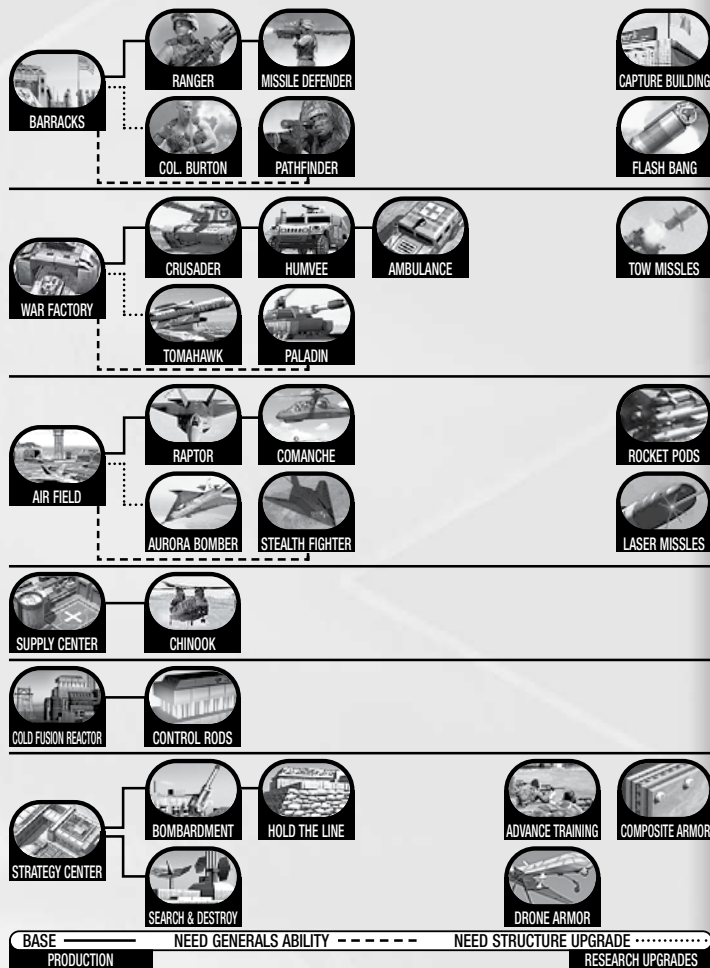 RANGER MISSILE DEFENDER CAPTURE BUILDING
BARRACKS
COL. BURTON PATHFINDER FLASH BANG
CRUSADER HUMVEE AMBULANCE TOW MISSLES
WAR FACTORY
TOMAHAWK PALADIN
RAPTOR COMANCHE ROCKET PODS
AIR FIELD
AURORA BOMBER STEALTH FIGHTER LASER MISSLES
SUPPLY CENTER CHINOOK
COLD FUSION REACTOR CONTROL RODS
BOMBARDMENT HOLD THE LINE ADVANCE TRAINING COMPOSITE ARMOR
STRATEGY CENTER
SEARCH & DESTROY DRONE ARMOR
BASE NEED GENERALS ABILITY NEED STRUCTURE UPGRADE
PRODUCTION RESEARCH UPGRADES